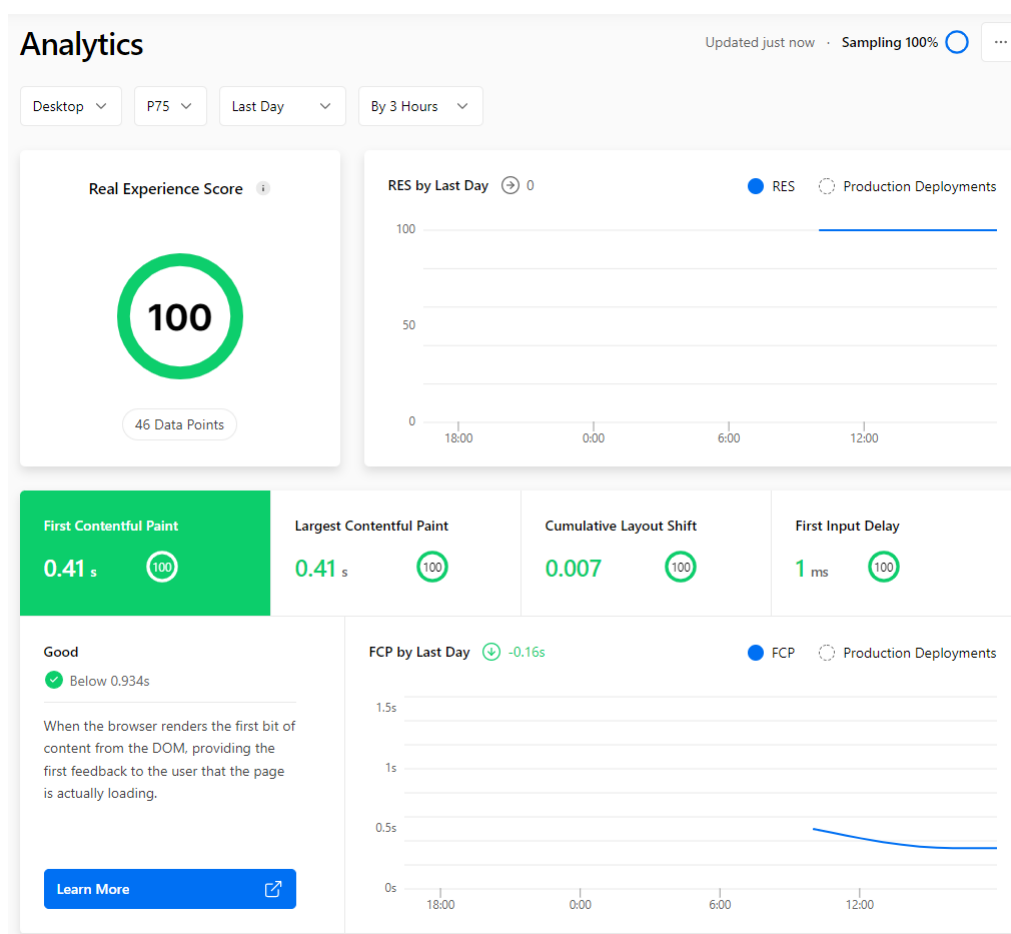 Analytics
Updated just now · Sampling 100%
Desktop
P75
Last Day
By 3 Hours
Real Experience Score
100
46 Data Points
RES by Last Day 0
RES
Production Deployments
100
50
0
18:00
0:00
6:00
12:00
First Contentful Paint
0.41 s
100
Largest Contentful Paint
0.41 s
100
Cumulative Layout Shift
0.007
100
First Input Delay
1 ms
100
Good
Below 0.934s
When the browser renders the first bit of
content from the DOM, providing the
first feedback to the user that the page
is actually loading.
Learn More
FCP by Last Day -0.16s
FCP
Production Deployments
1.5s
1s
0.5s
0s
18:00
0:00
6:00
12:00